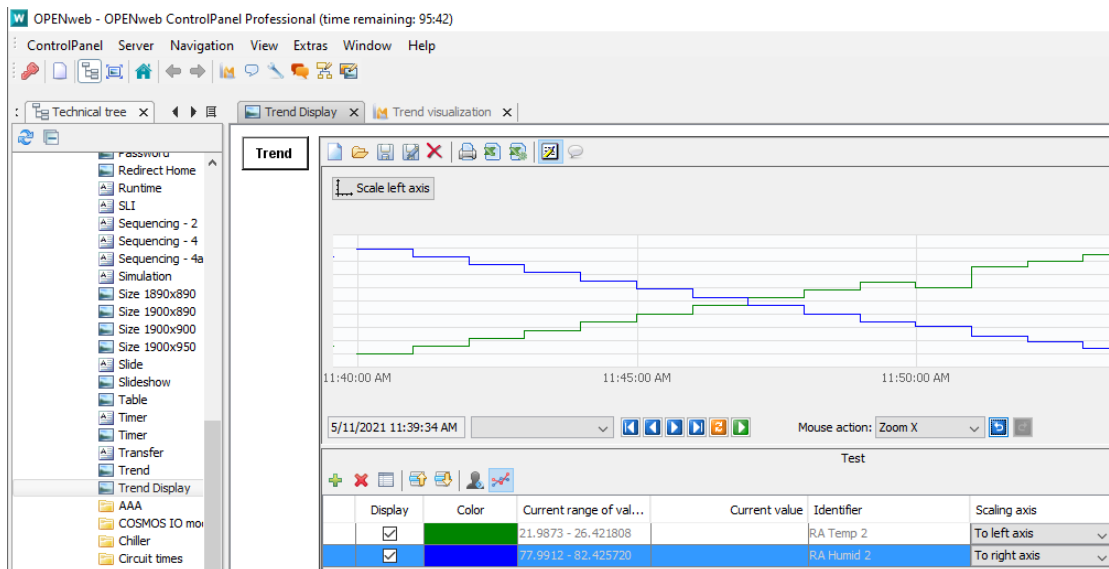 OPENweb - OPENweb ControlPanel Professional (time remaining: 95:42)
ControlPanel Server Navigation View Extras Window Help
Technical tree
Trend Display
Trend visualization
Password
Redirect Home
Runtime
SLI
Sequencing - 2
Sequencing - 4
Sequencing - 4a
Simulation
Size 1890x890
Size 1900x890
Size 1900x900
Size 1900x950
Slide
Slideshow
Table
Timer
Timer
Transfer
Trend
Trend Display
AAA
COSMOS IO mo
Chiller
Circuit times
Trend
Scale left axis
11:40:00 AM 11:45:00 AM 11:50:00 AM
5/11/2021 11:39:34 AM
Mouse action: Zoom X
Test
Display Color Current range of val... Current value Identifier Scaling axis
21.9873 - 26.421808 RA Temp 2 To left axis
77.9912 - 82.425720 RA Humid 2 To right axis